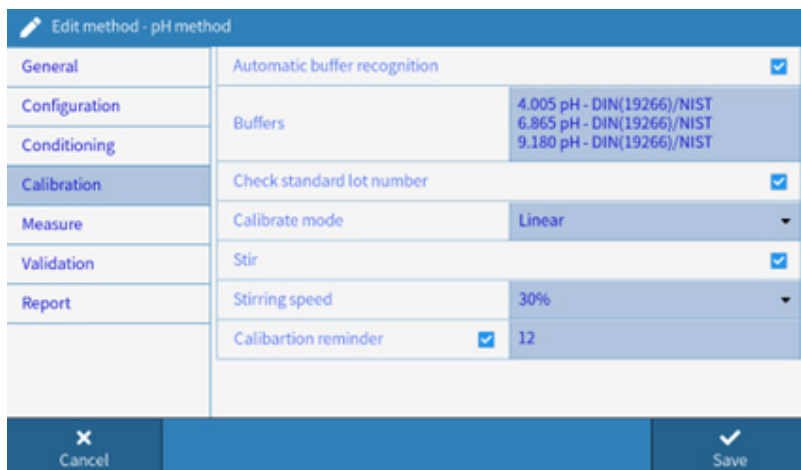 Edit method - pH method
General
Configuration
Conditioning
Calibration
Measure
Validation
Report
Automatic buffer recognition
Buffers
4.005 pH - DIN(19266)/NIST
6.865 pH - DIN(19266)/NIST
9.180 pH - DIN(19266)/NIST
Check standard lot number
Calibrate mode
Linear
Stir
Stirring speed
30%
Calibartion reminder
12
Cancel
Save